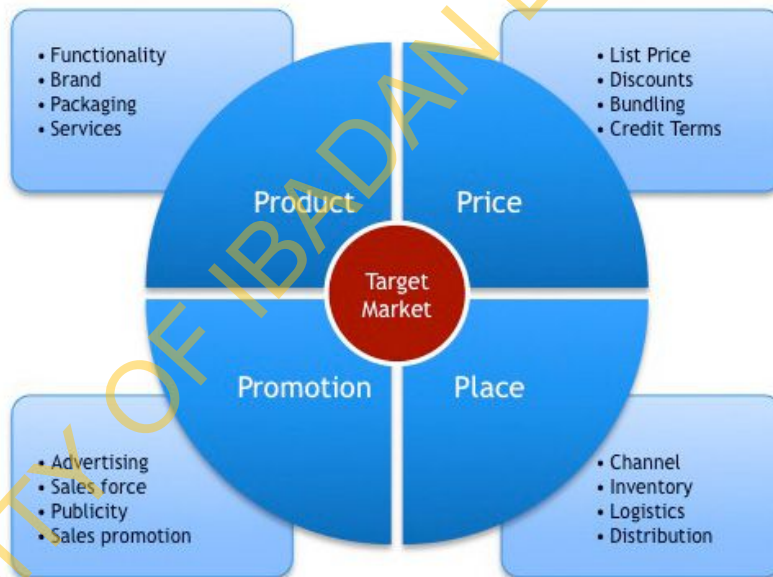 • Functionality
• Brand
• Packaging
• Services
• List Price
• Discounts
• Bundling
• Credit Terms
Product
Price
Target
Market
Promotion
Place
• Advertising
• Sales force
• Publicity
• Sales promotion
• Channel
• Inventory
• Logistics
• Distribution
OF IBADAN